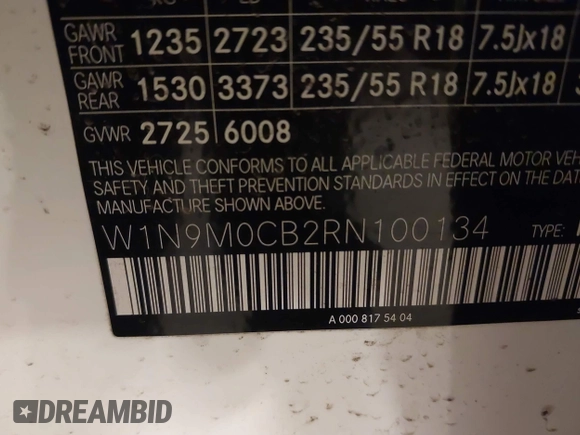 GAWR FRONT 1235 2723 235/55 R18 7.5Jx18
GAWR REAR 1530 3373 235/55 R18 7.5Jx18
GVWR 2725 6008
THIS VEHICLE CONFORMS TO ALL APPLICABLE FEDERAL MOTOR VEH
SAFETY AND THEFT PREVENTION STANDARDS IN EFFECT ON THE DAT
MANUFACTURE SHOWN ABOVE.
W1N9M0CB2RN100134 TYPE:
A 000 817 54 04
DREAMBID